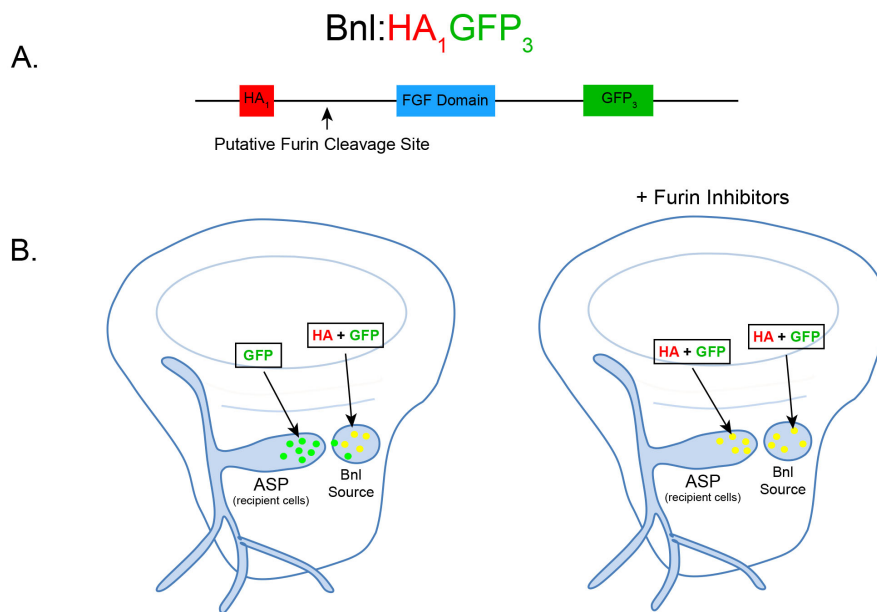 Bnl:HA₁GFP₃
A.
HA₁
FGF Domain
GFP₃
Putative Furin Cleavage Site
+ Furin Inhibitors
B.
HA + GFP
GFP
ASP
(recipient cells)
Bnl
Source
HA + GFP
HA + GFP
ASP
(recipient cells)
Bnl
Source